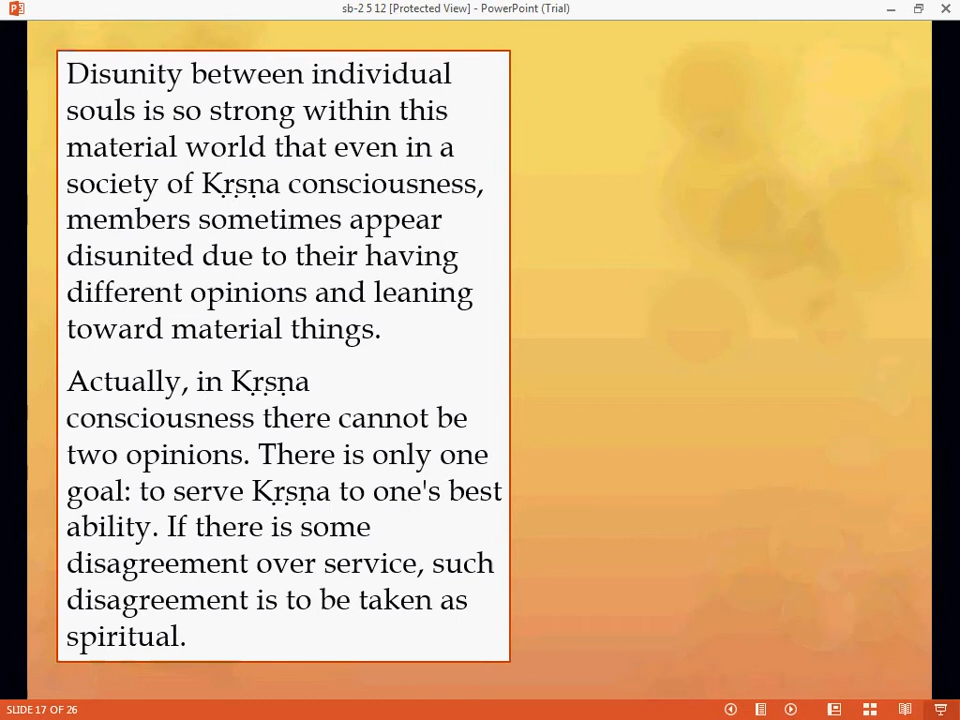 sb-2 5 12 [Protected View] - PowerPoint (Trial)
Disunity between individual
souls is so strong within this
material world that even in a
society of Kṛṣṇa consciousness,
members sometimes appear
disunited due to their having
different opinions and leaning
toward material things.
Actually, in Kṛṣṇa
consciousness there cannot be
two opinions. There is only one
goal: to serve Kṛṣṇa to one's best
ability. If there is some
disagreement over service, such
disagreement is to be taken as
spiritual.
SLIDE 17 OF 26